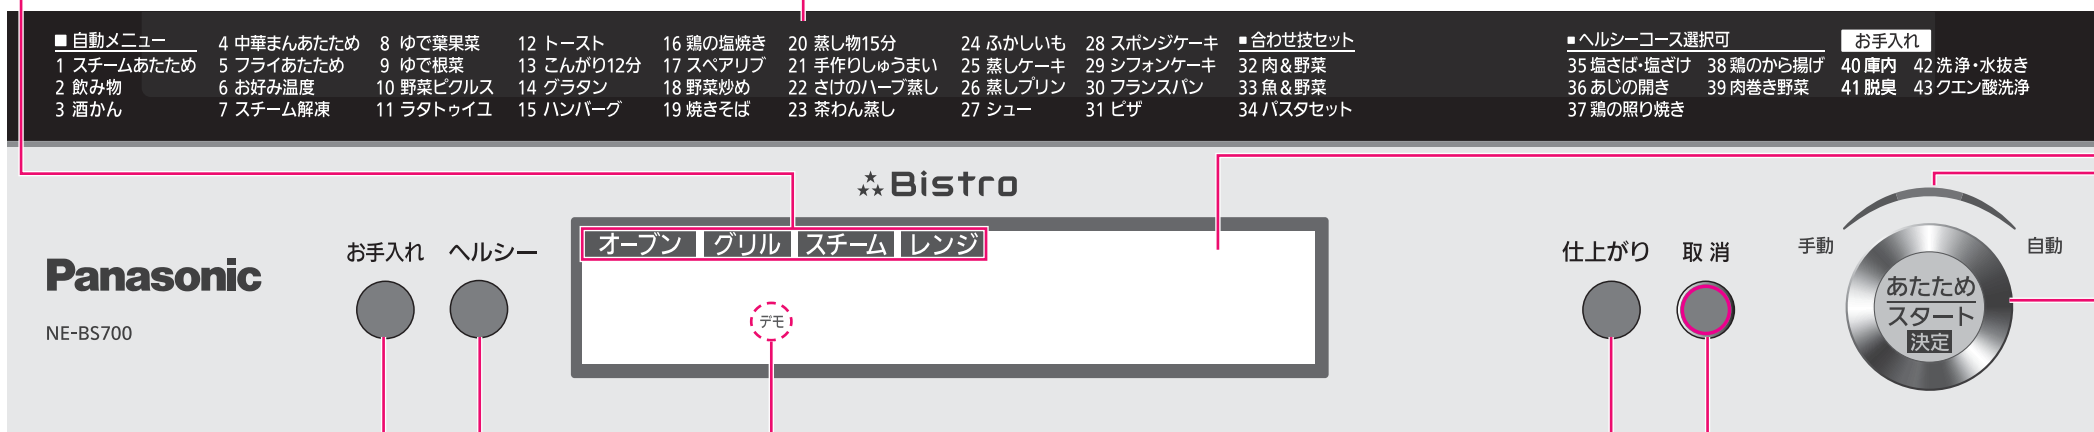 ■ 自動メニュー
1 スチームあたため
2 飲み物
3 酒かん
4 中華まんあたため
5 フライあたため
6 お好み温度
7 スチーム解凍
8 ゆで葉果菜
9 ゆで根菜
10 野菜ピクルス
11 ラタトゥイユ
12 トースト
13 こんがり12分
14 グラタン
15 ハンバーグ
16 鶏の塩焼き
17 スペアリブ
18 野菜炒め
19 焼きそば
20 蒸し物15分
21 手作りしゅうまい
22 さけのハーブ蒸し
23 茶わん蒸し
24 ふかしいも
25 蒸しケーキ
26 蒸しプリン
27 シュー
28 スポンジケーキ
29 シフォンケーキ
30 フランスパン
31 ピザ
■合わせ技セット
32 肉&野菜
33 魚&野菜
34 パスタセット
■ヘルシーコース選択可
35 塩さば・塩ざけ
36 あじの開き
37 鶏の照り焼き
38 鶏のから揚げ
39 肉巻き野菜
お手入れ
40 庫内
41 脱臭
42 洗浄・水抜き
43 クエン酸洗浄
Bistro
Panasonic
NE-BS700
お手入れ
ヘルシー
オーブン グリル スチーム レンジ
デモ
仕上がり
取消
手動
自動
あたため
スタート
決定